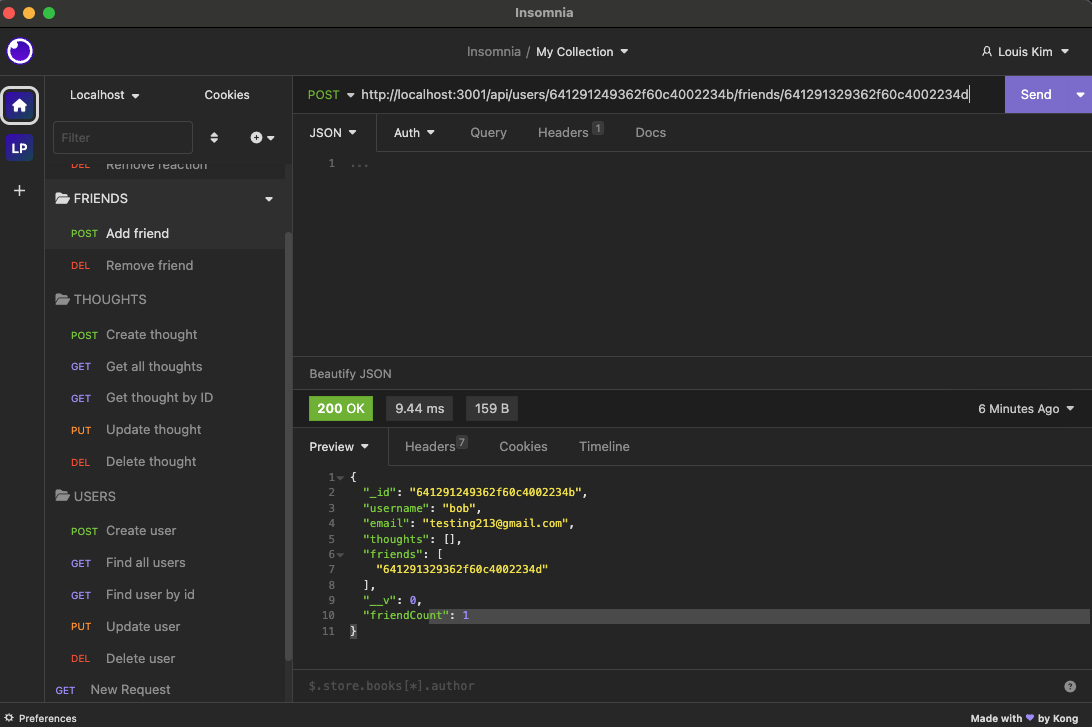 Insomnia
Insomnia / My Collection
Louis Kim
Localhost
Cookies
POST http://localhost:3001/api/users/641291249362f60c4002234b/friends/641291329362f60c4002234d
Send
Filter
JSON
Auth
Query
Headers 1
Docs
LP
1 ...
DEL Remove reaction
FRIENDS
POST Add friend
DEL Remove friend
THOUGHTS
POST Create thought
GET Get all thoughts
GET Get thought by ID
PUT Update thought
DEL Delete thought
USERS
POST Create user
GET Find all users
GET Find user by id
PUT Update user
DEL Delete user
GET New Request
Beautify JSON
200 OK
9.44 ms
159 B
6 Minutes Ago
Preview
Headers 7
Cookies
Timeline
1 {
2 "_id": "641291249362f60c4002234b",
3 "username": "bob",
4 "email": "testing213@gmail.com",
5 "thoughts": [],
6 "friends": [
7 "641291329362f60c4002234d"
8 ],
9 "__v": 0,
10 "friendCount": 1
11 }
$.store.books[*].author
?
Preferences
Made with by Kong